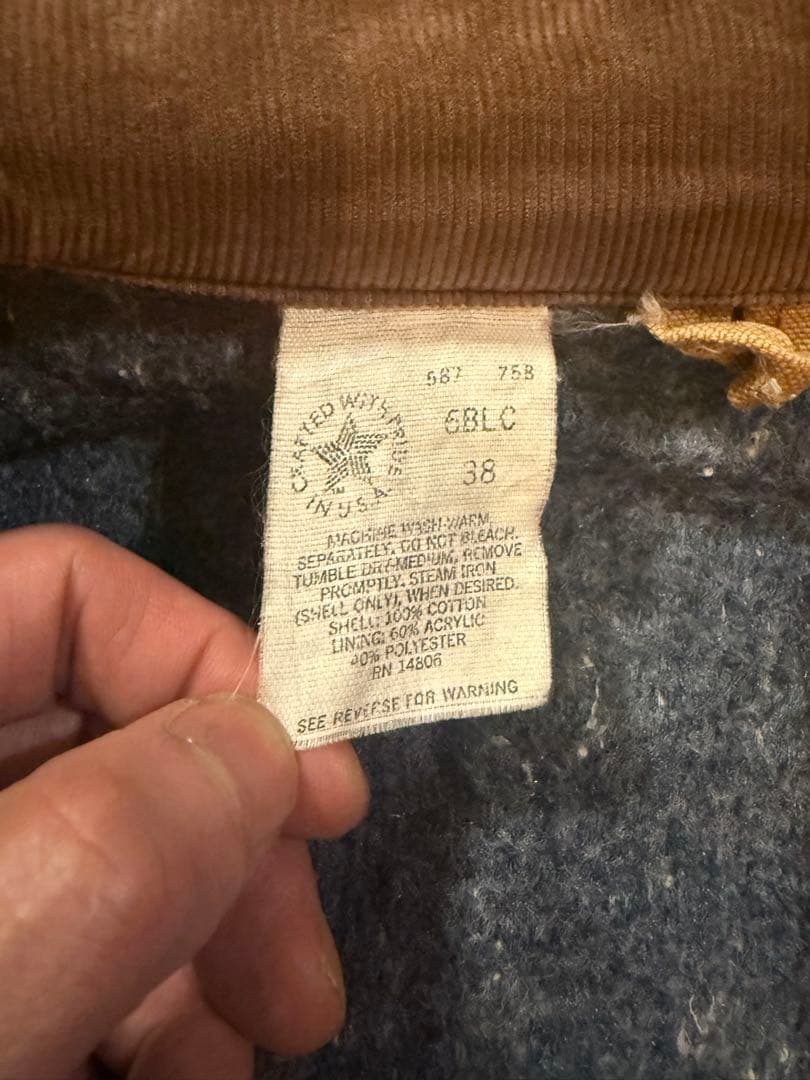 587 75B
CRAFTED WITH PRIDE
IN U.S.A.
6BLC
38
MACHINE WASH-WARM,
SEPARATELY. DO NOT BLEACH.
TUMBLE DRY-MEDIUM, REMOVE
PROMPTLY. STEAM IRON
(SHELL ONLY), WHEN DESIRED.
SHELL: 100% COTTON
LINING: 60% ACRYLIC
40% POLYESTER
RN 14806
SEE REVERSE FOR WARNING